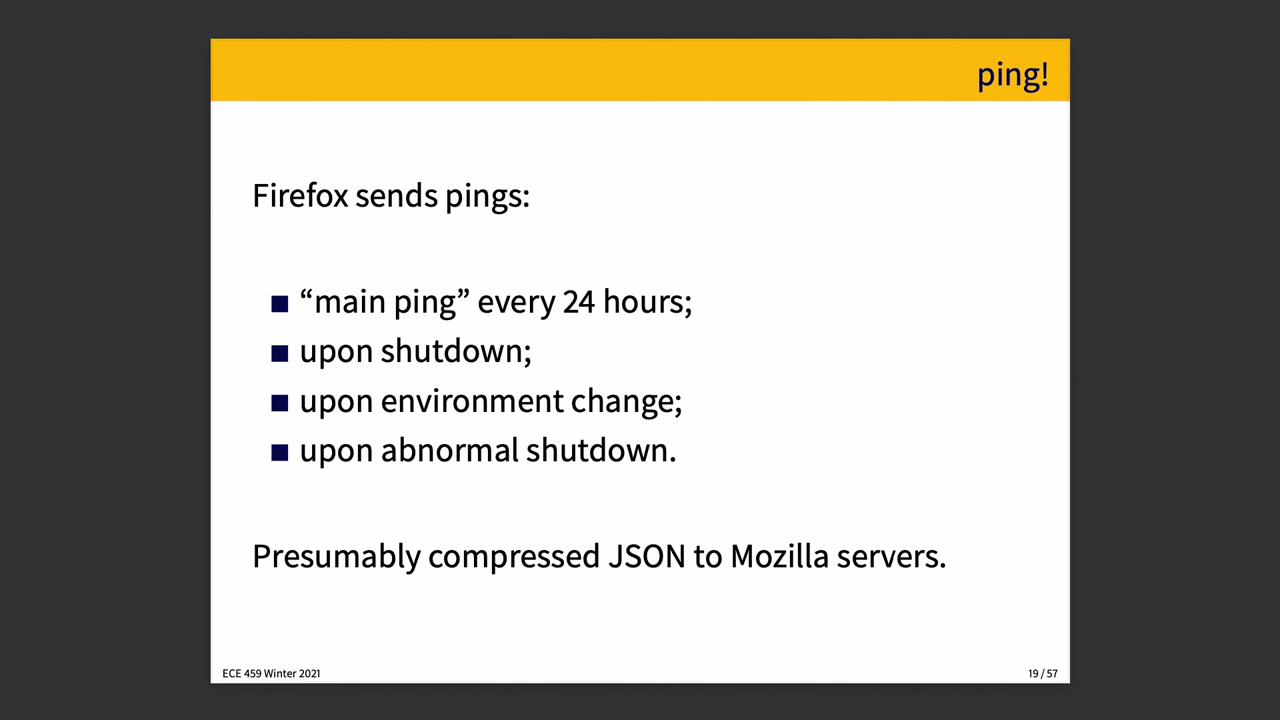 ping!
Firefox sends pings:
“main ping” every 24 hours;
upon shutdown;
upon environment change;
upon abnormal shutdown.
Presumably compressed JSON to Mozilla servers.
ECE 459 Winter 2021
19 / 57